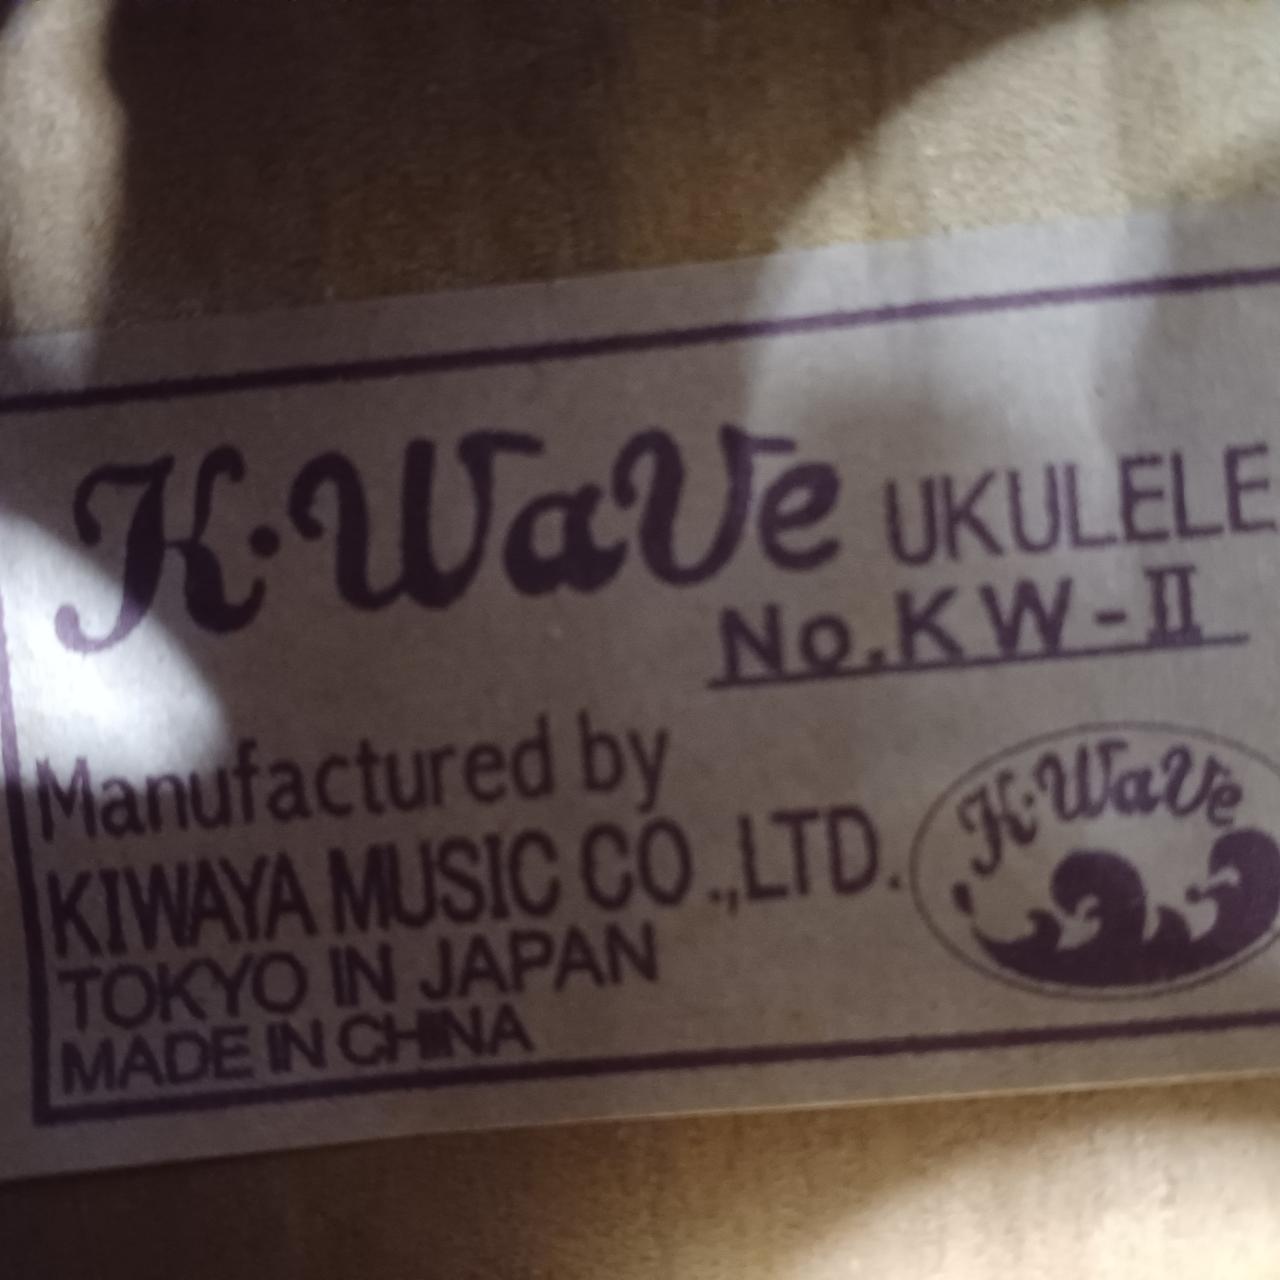 K·Wave UKULELE
No.KW-II
Manufactured by
KIWAYA MUSIC CO.,LTD.
TOKYO IN JAPAN
MADE IN CHINA
K·Wave